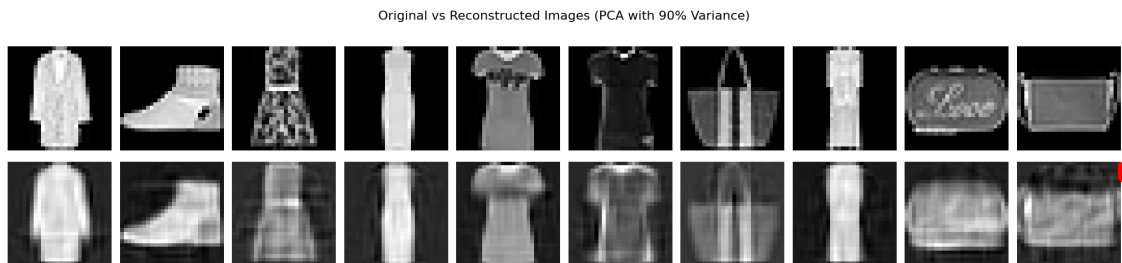 Original vs Reconstructed Images (PCA with 90% Variance)
Love